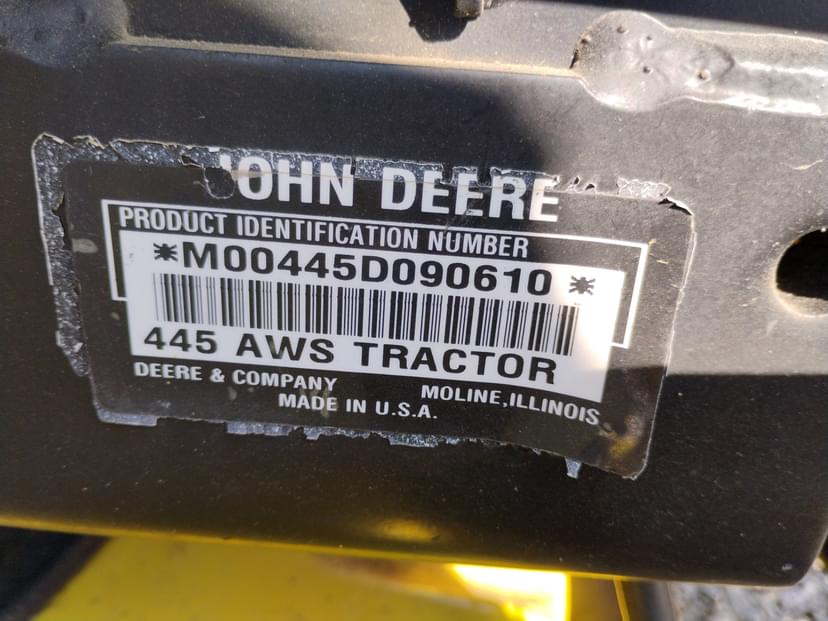 JOHN DEERE
PRODUCT IDENTIFICATION NUMBER
*M00445D090610*
445 AWS TRACTOR
DEERE & COMPANY MOLINE, ILLINOIS
MADE IN U.S.A.